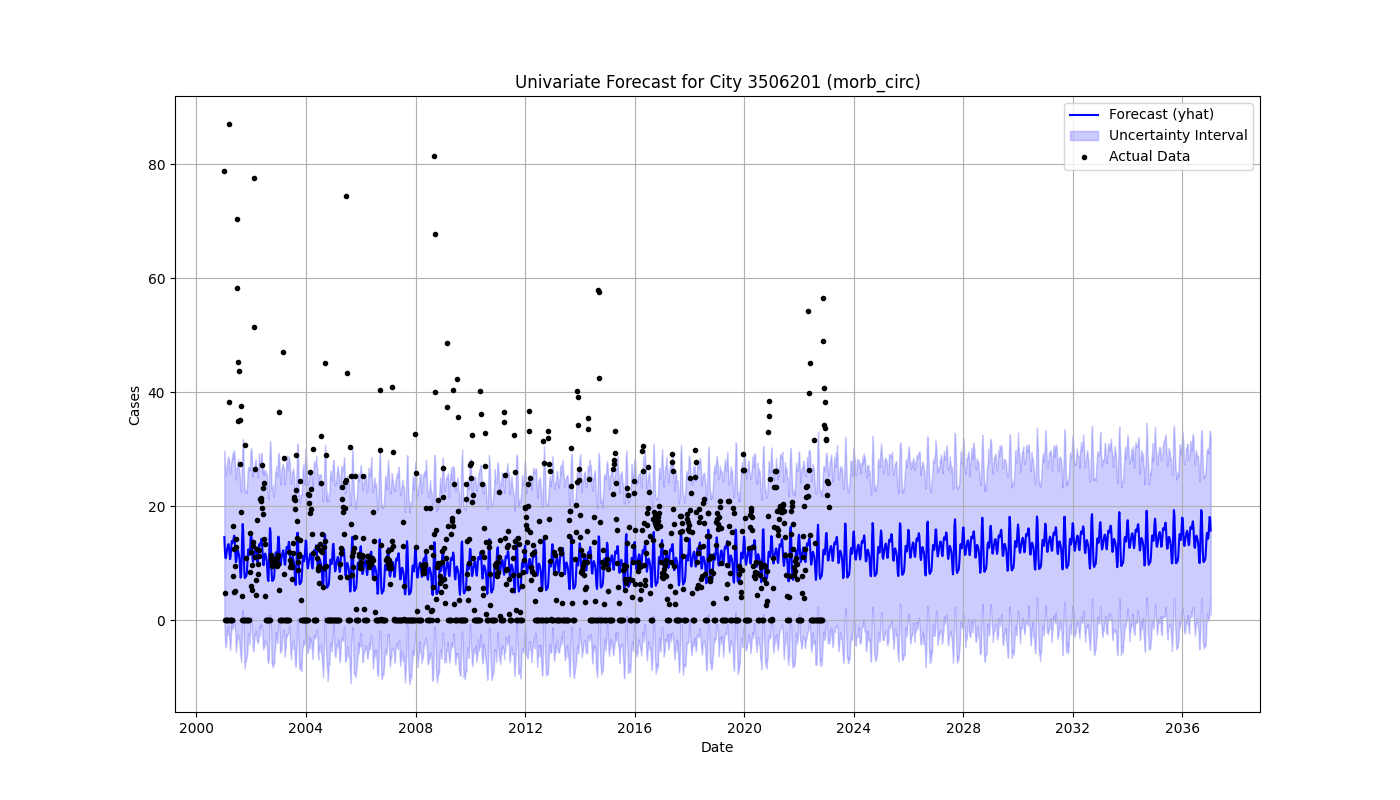 Univariate Forecast for City 3506201 (morb_circ)
Forecast (yhat)
Uncertainty Interval
Actual Data
Cases
80
60
40
20
0
2000 2004 2008 2012 2016 2020 2024 2028 2032 2036
Date